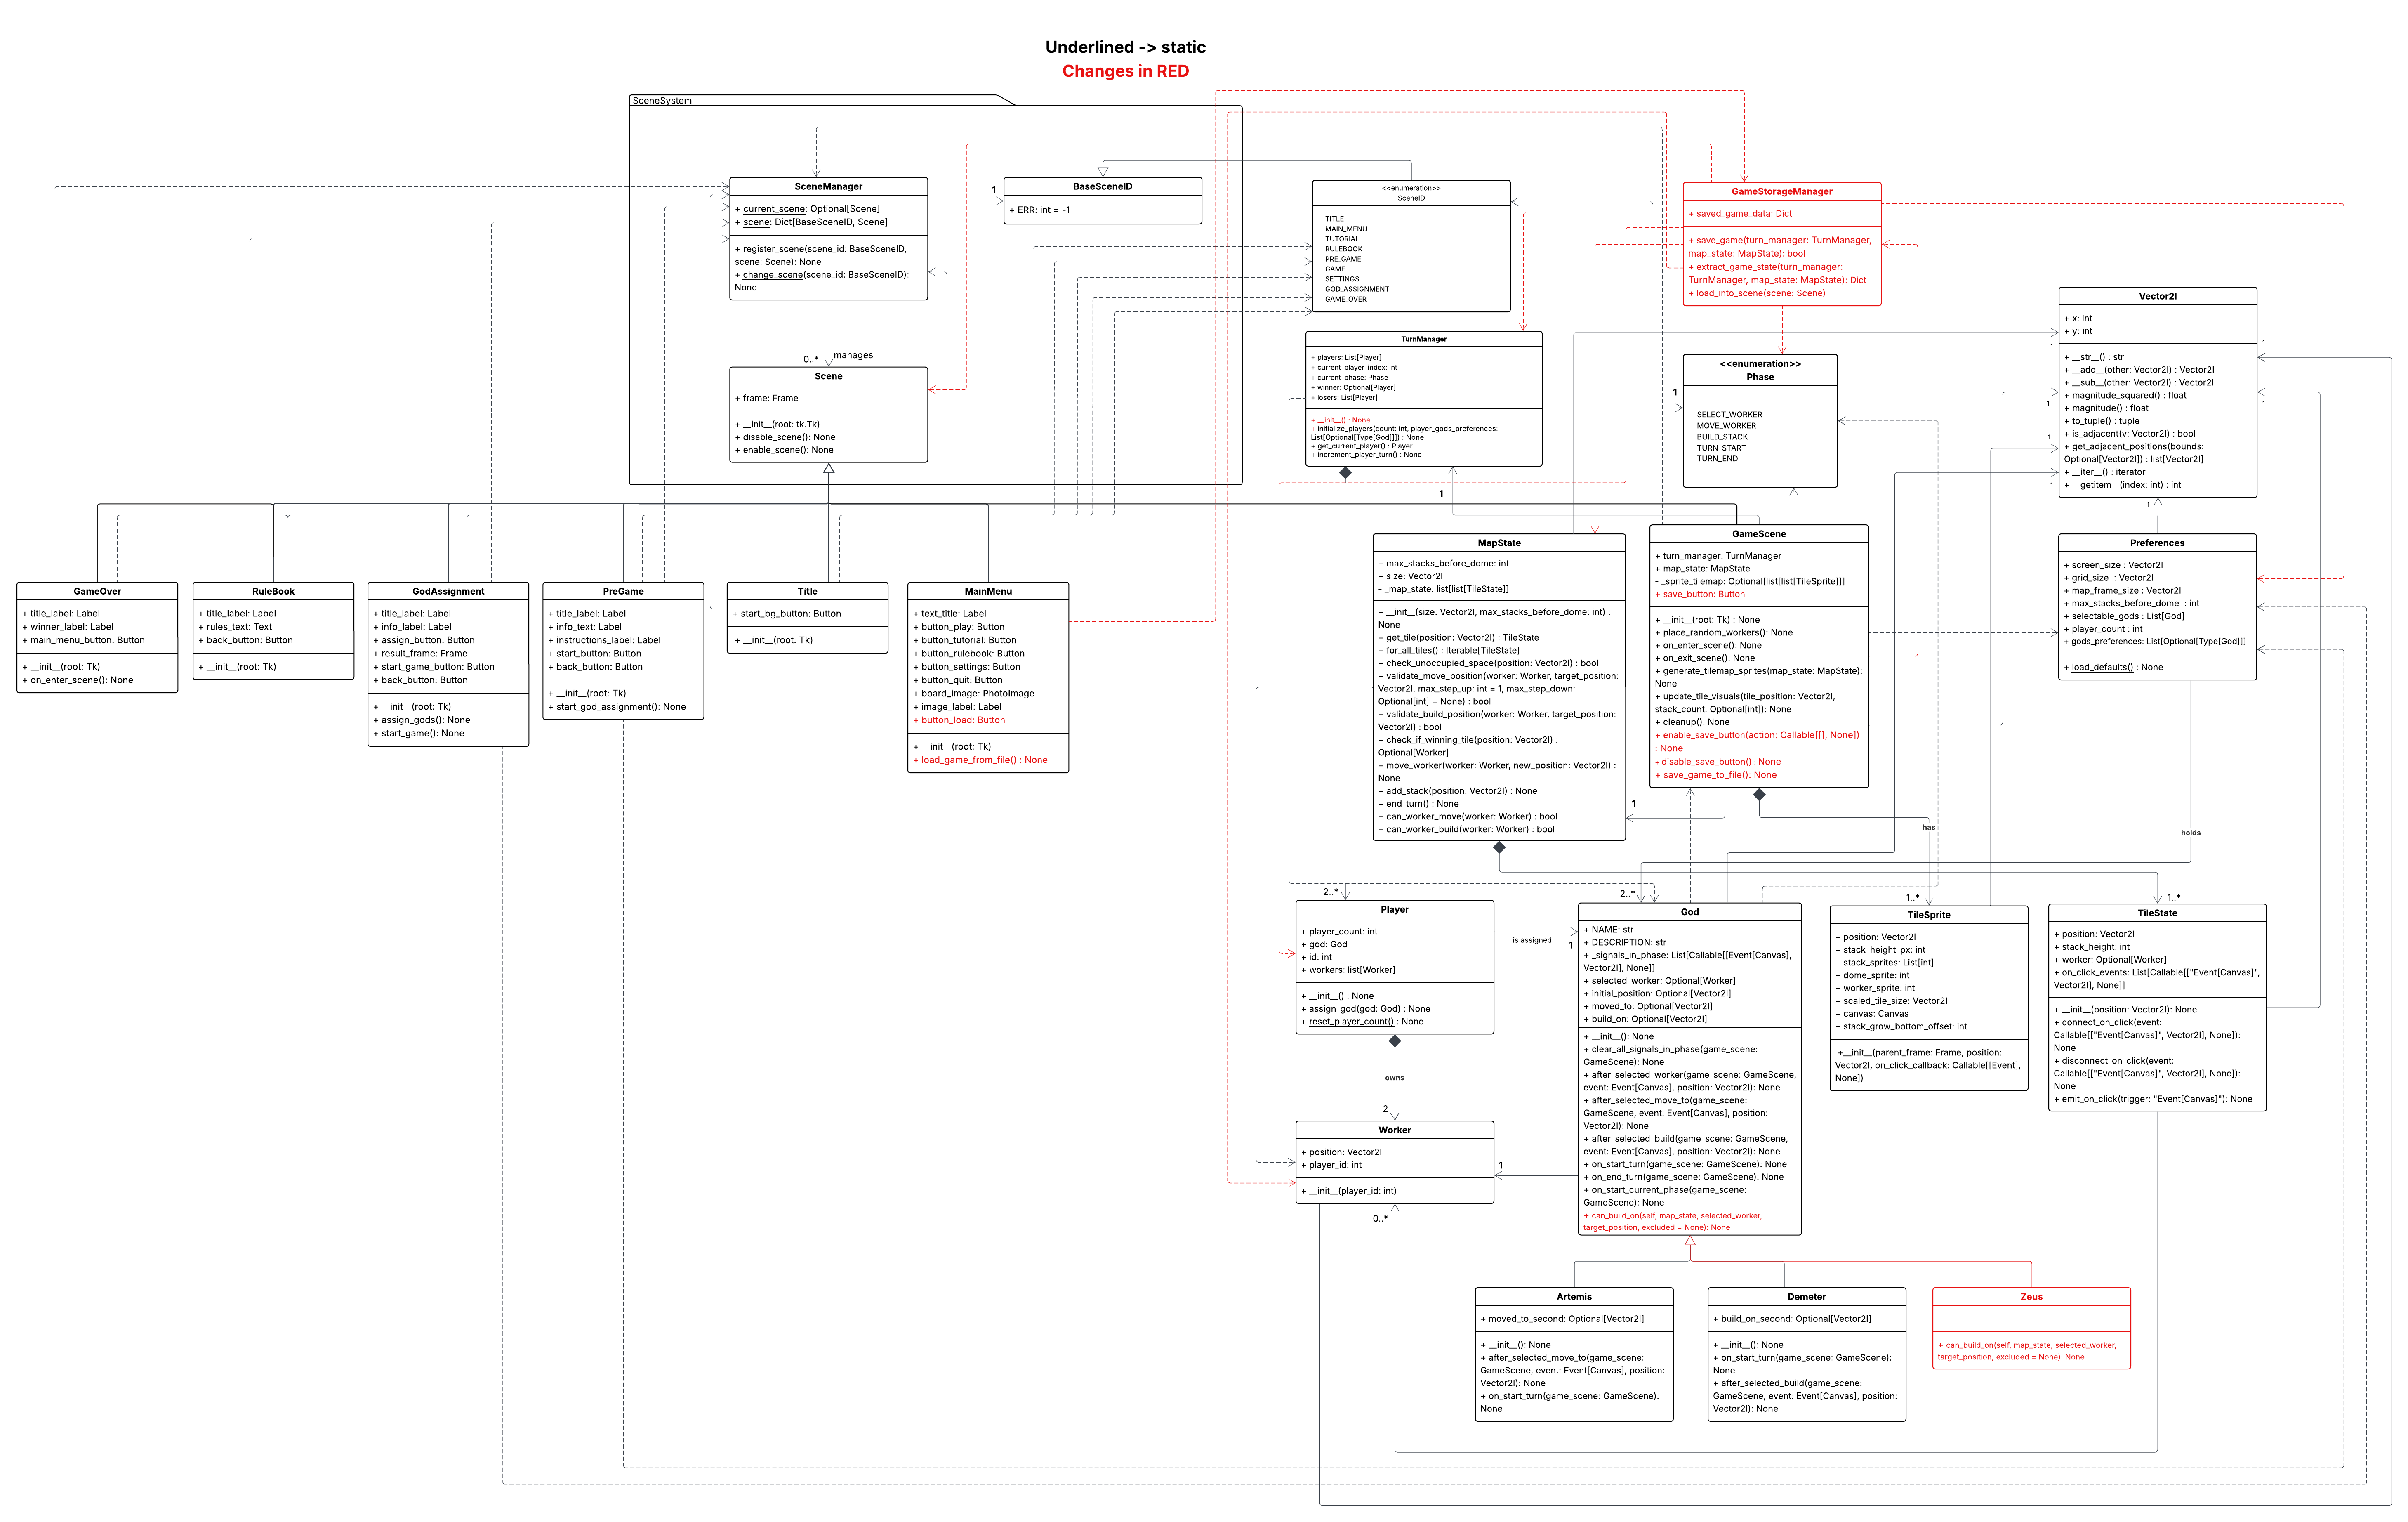 Underlined -> static
Changes in RED
SceneSystem
SceneManager
+ current_scene: Optional[Scene]
+ scene: Dict[BaseSceneID, Scene]
+ register_scene(scene_id: BaseSceneID,
scene: Scene): None
+ change_scene(scene_id: BaseSceneID):
None
1
BaseSceneID
+ ERR: int = -1
0..*
manages
Scene
+ frame: Frame
+ __init__(root: tk.Tk)
+ disable_scene(): None
+ enable_scene(): None
<<enumeration>>
SceneID
TITLE
MAIN_MENU
TUTORIAL
RULEBOOK
PRE_GAME
GAME
SETTINGS
GOD_ASSIGNMENT
GAME_OVER
GameStorageManager
+ saved_game_data: Dict
+ save_game(turn_manager: TurnManager,
map_state: MapState): bool
+ extract_game_state(turn_manager:
TurnManager, map_state: MapState): Dict
+ load_into_scene(scene: Scene)
TurnManager
+ players: List[Player]
+ current_player_index: int
+ current_phase: Phase
+ winner: Optional[Player]
+ losers: List[Player]
+ __init__() : None
+ initialize_players(count: int, player_gods_preferences:
List[Optional[Type[God]]]) : None
+ get_current_player() : Player
+ increment_player_turn() : None
1
1
<<enumeration>>
Phase
SELECT_WORKER
MOVE_WORKER
BUILD_STACK
TURN_START
TURN_END
Vector2I
+ x: int
+ y: int
+ __str__() : str
+ __add__(other: Vector2I) : Vector2I
+ __sub__(other: Vector2I) : Vector2I
+ magnitude_squared() : float
+ magnitude() : float
+ to_tuple() : tuple
+ is_adjacent(v: Vector2I) : bool
+ get_adjacent_positions(bounds:
Optional[Vector2I]) : list[Vector2I]
+ __iter__() : iterator
+ __getitem__(index: int) : int
1
1
1
1
1
1
1
GameOver
+ title_label: Label
+ winner_label: Label
+ main_menu_button: Button
+ __init__(root: Tk)
+ on_enter_scene(): None
RuleBook
+ title_label: Label
+ rules_text: Text
+ back_button: Button
+ __init__(root: Tk)
GodAssignment
+ title_label: Label
+ info_label: Label
+ assign_button: Button
+ result_frame: Frame
+ start_game_button: Button
+ back_button: Button
+ __init__(root: Tk)
+ assign_gods(): None
+ start_game(): None
PreGame
+ title_label: Label
+ info_text: Label
+ instructions_label: Label
+ start_button: Button
+ back_button: Button
+ __init__(root: Tk)
+ start_god_assignment(): None
Title
+ start_bg_button: Button
+ __init__(root: Tk)
MainMenu
+ text_title: Label
+ button_play: Button
+ button_tutorial: Button
+ button_rulebook: Button
+ button_settings: Button
+ button_quit: Button
+ board_image: PhotoImage
+ image_label: Label
+ button_load: Button
+ __init__(root: Tk)
+ load_game_from_file() : None
MapState
+ max_stacks_before_dome: int
+ size: Vector2I
- _map_state: list[list[TileState]]
+ __init__(size: Vector2I, max_stacks_before_dome: int) :
None
+ get_tile(position: Vector2I) : TileState
+ for_all_tiles() : Iterable[TileState]
+ check_unoccupied_space(position: Vector2I) : bool
+ validate_move_position(worker: Worker, target_position:
Vector2I, max_step_up: int = 1, max_step_down:
Optional[int] = None) : bool
+ validate_build_position(worker: Worker, target_position:
Vector2I) : bool
+ check_if_winning_tile(position: Vector2I) :
Optional[Worker]
+ move_worker(worker: Worker, new_position: Vector2I) :
None
+ add_stack(position: Vector2I) : None
+ end_turn() : None
+ can_worker_move(worker: Worker) : bool
+ can_worker_build(worker: Worker) : bool
GameScene
+ turn_manager: TurnManager
+ map_state: MapState
- _sprite_tilemap: Optional[list[list[TileSprite]]]
+ save_button: Button
+ __init__(root: Tk) : None
+ place_random_workers(): None
+ on_enter_scene(): None
+ on_exit_scene(): None
+ generate_tilemap_sprites(map_state: MapState):
None
+ update_tile_visuals(tile_position: Vector2I,
stack_count: Optional[int]): None
+ cleanup(): None
+ enable_save_button(action: Callable[[], None])
: None
+ disable_save_button() : None
+ save_game_to_file(): None
1
has
Preferences
+ screen_size : Vector2I
+ grid_size : Vector2I
+ map_frame_size : Vector2I
+ max_stacks_before_dome : int
+ selectable_gods : List[God]
+ player_count : int
+ gods_preferences: List[Optional[Type[God]]]
+ load_defaults() : None
holds
2..*
2..*
1..*
1..*
Player
+ player_count: int
+ god: God
+ id: int
+ workers: list[Worker]
+ __init__() : None
+ assign_god(god: God) : None
+ reset_player_count() : None
is assigned
1
owns
2
Worker
+ position: Vector2I
+ player_id: int
+ __init__(player_id: int)
1
0..*
God
+ NAME: str
+ DESCRIPTION: str
+ _signals_in_phase: List[Callable[[Event[Canvas],
Vector2I], None]]
+ selected_worker: Optional[Worker]
+ initial_position: Optional[Vector2I]
+ moved_to: Optional[Vector2I]
+ build_on: Optional[Vector2I]
+ __init__(): None
+ clear_all_signals_in_phase(game_scene:
GameScene): None
+ after_selected_worker(game_scene: GameScene,
event: Event[Canvas], position: Vector2I): None
+ after_selected_move_to(game_scene:
GameScene, event: Event[Canvas], position:
Vector2I): None
+ after_selected_build(game_scene: GameScene,
event: Event[Canvas], position: Vector2I): None
+ on_start_turn(game_scene: GameScene): None
+ on_end_turn(game_scene: GameScene): None
+ on_start_current_phase(game_scene:
GameScene): None
+ can_build_on(self, map_state, selected_worker,
target_position, excluded = None): None
TileSprite
+ position: Vector2I
+ stack_height_px: int
+ stack_sprites: List[int]
+ dome_sprite: int
+ worker_sprite: int
+ scaled_tile_size: Vector2I
+ canvas: Canvas
+ stack_grow_bottom_offset: int
+__init__(parent_frame: Frame, position:
Vector2I, on_click_callback: Callable[[Event],
None])
TileState
+ position: Vector2I
+ stack_height: int
+ worker: Optional[Worker]
+ on_click_events: List[Callable[["Event[Canvas]",
Vector2I], None]]
+ __init__(position: Vector2I): None
+ connect_on_click(event:
Callable[["Event[Canvas]", Vector2I], None]):
None
+ disconnect_on_click(event:
Callable[["Event[Canvas]", Vector2I], None]):
None
+ emit_on_click(trigger: "Event[Canvas]"): None
Artemis
+ moved_to_second: Optional[Vector2I]
+ __init__(): None
+ after_selected_move_to(game_scene:
GameScene, event: Event[Canvas], position:
Vector2I): None
+ on_start_turn(game_scene: GameScene):
None
Demeter
+ build_on_second: Optional[Vector2I]
+ __init__(): None
+ on_start_turn(game_scene: GameScene):
None
+ after_selected_build(game_scene:
GameScene, event: Event[Canvas], position:
Vector2I): None
Zeus
+ can_build_on(self, map_state, selected_worker,
target_position, excluded = None): None